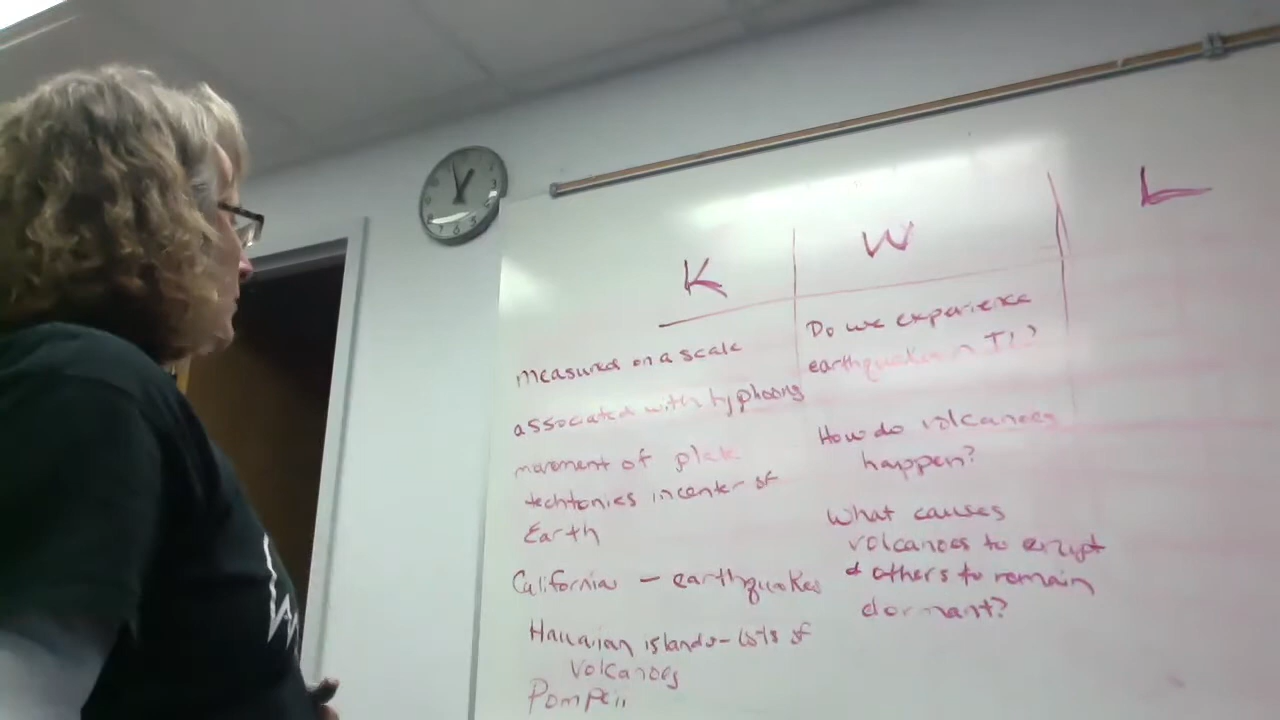 K
W
L
measured on a scale
associated with typhoons
movement of plate
techtonics in center of
Earth
California - earthquakes
Hawaiian islands - lots of
volcanoes
Pompeii
Do we experience
earthquakes in
How do volcanoes
happen?
What causes
volcanoes to erupt
& others to remain
dormant?